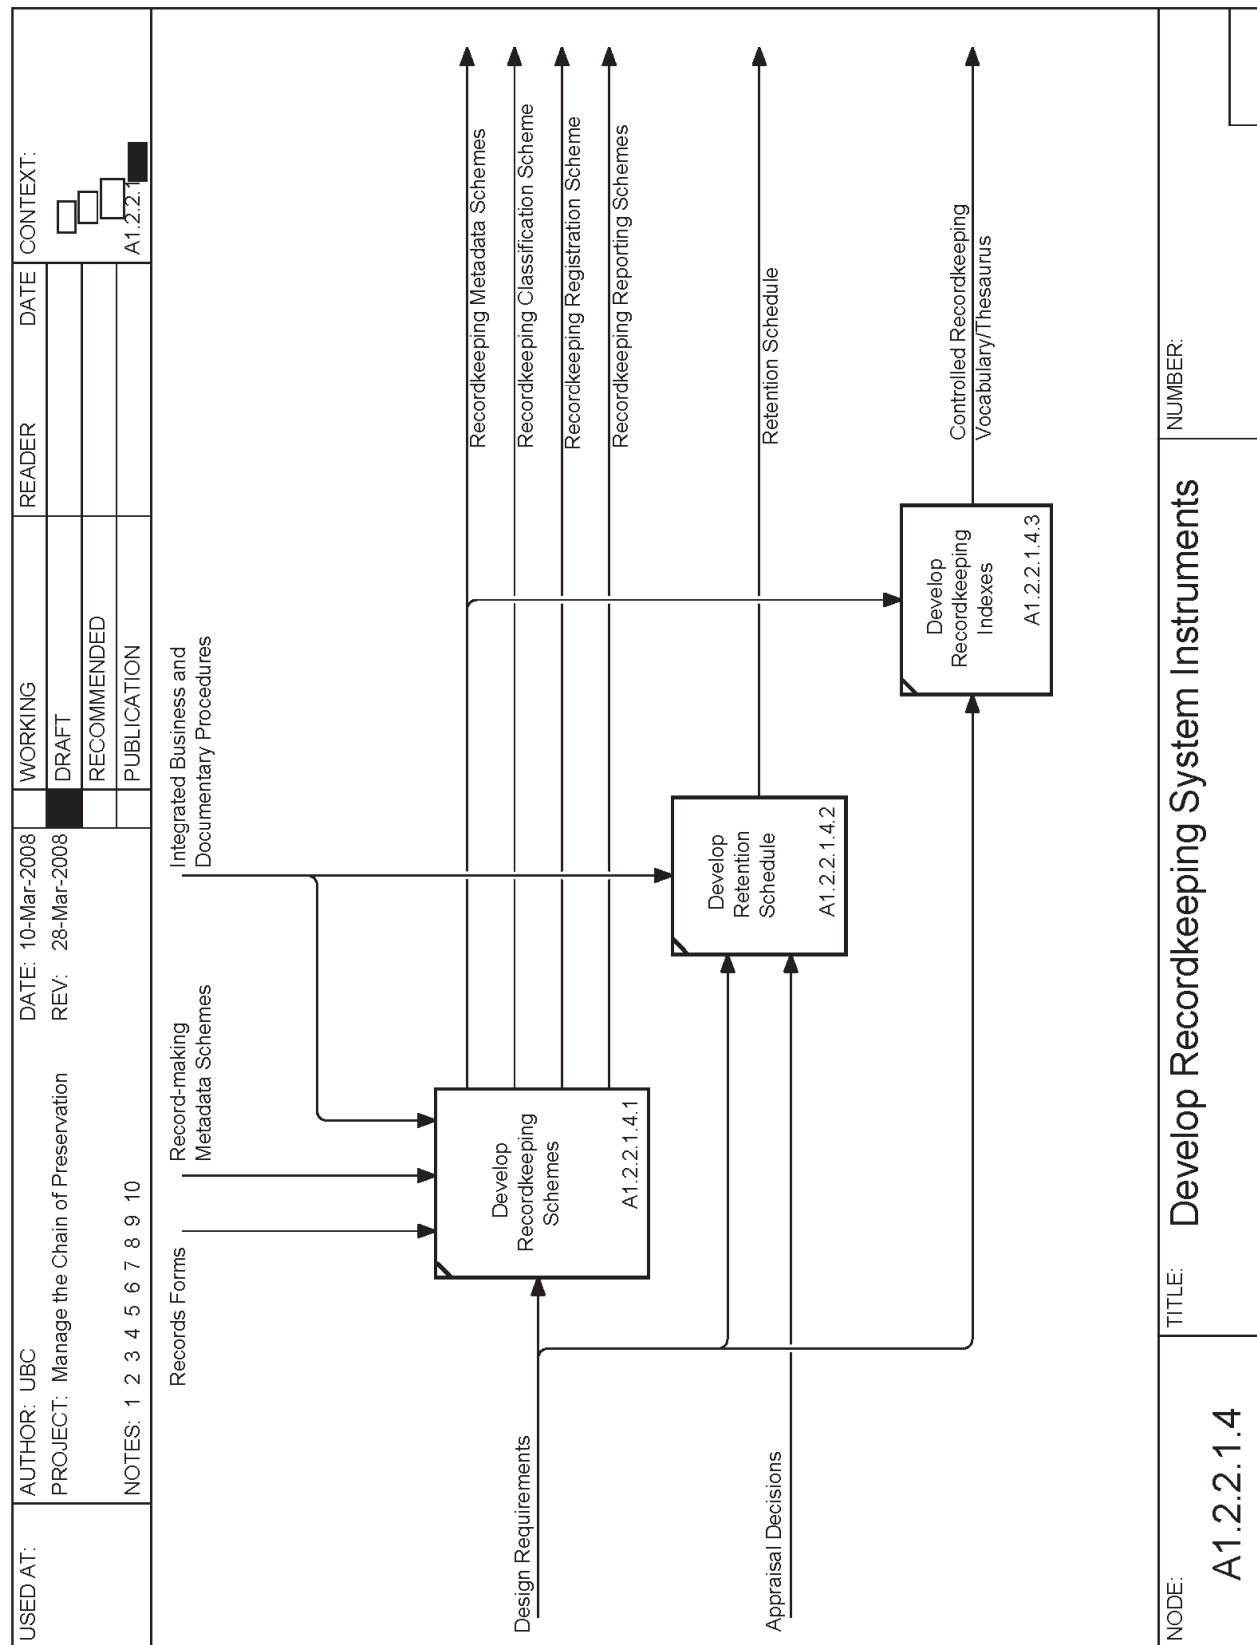 USED AT:
AUTHOR: UBC
DATE: 10-Mar-2008
WORKING
READER
DATE
CONTEXT:
PROJECT: Manage the Chain of Preservation
REV: 28-Mar-2008
DRAFT
RECOMMENDED
NOTES: 1 2 3 4 5 6 7 8 9 10
PUBLICATION
A1.2.2.1
Records Forms
Record-making
Metadata Schemes
Integrated Business and
Documentary Procedures
Design Requirements
Appraisal Decisions
Develop
Recordkeeping
Schemes
A1.2.2.1.4.1
Recordkeeping Metadata Schemes
Recordkeeping Classification Scheme
Recordkeeping Registration Scheme
Recordkeeping Reporting Schemes
Develop
Retention
Schedule
A1.2.2.1.4.2
Retention Schedule
Develop
Recordkeeping
Indexes
A1.2.2.1.4.3
Controlled Recordkeeping
Vocabulary/Thesaurus
NODE:
A1.2.2.1.4
TITLE:
Develop Recordkeeping System Instruments
NUMBER: